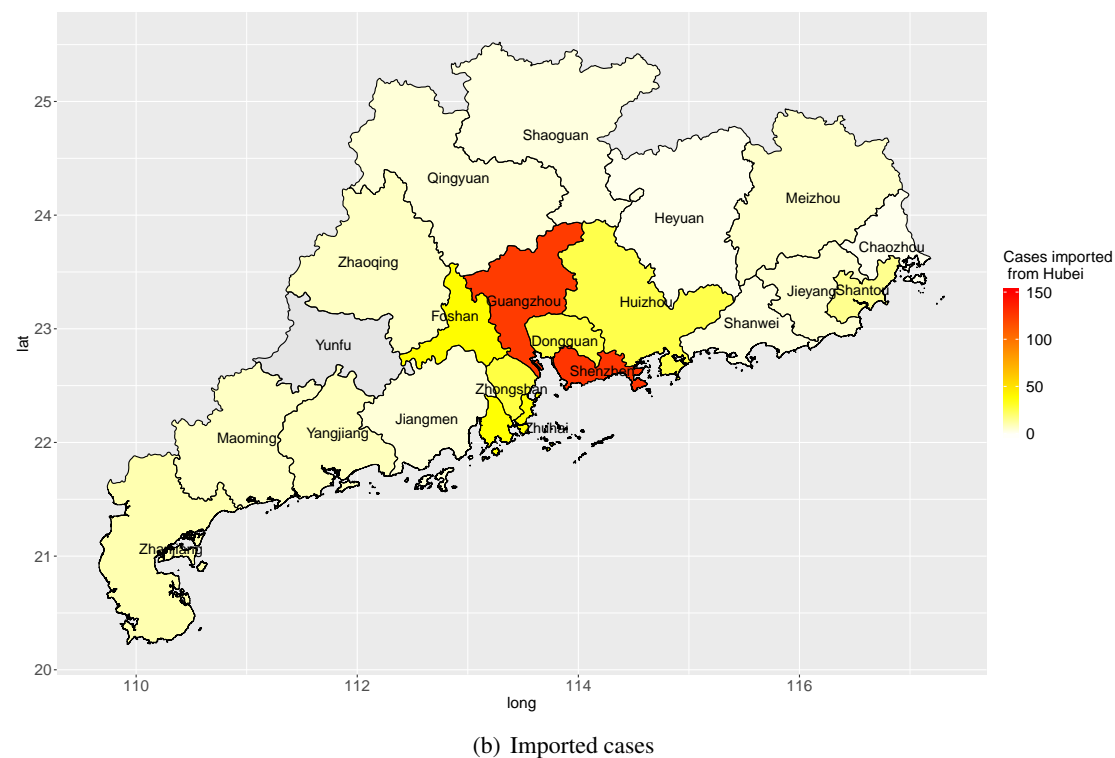 25
24
23
22
21
20
lat
Shaoguan
Qingyuan
Meizhou
Heyuan
Chaozhou
Zhaoqing
Jieyang
Shantou
Guangzhou
Huizhou
Foshan
Shanwei
Yunfu
Dongguan
Shenzhen
Zhongshan
Jiangmen
Zhuhai
Yangjiang
Maoming
Zhanjiang
110
112
114
116
long
Cases imported
from Hubei
150
100
50
0
(b) Imported cases